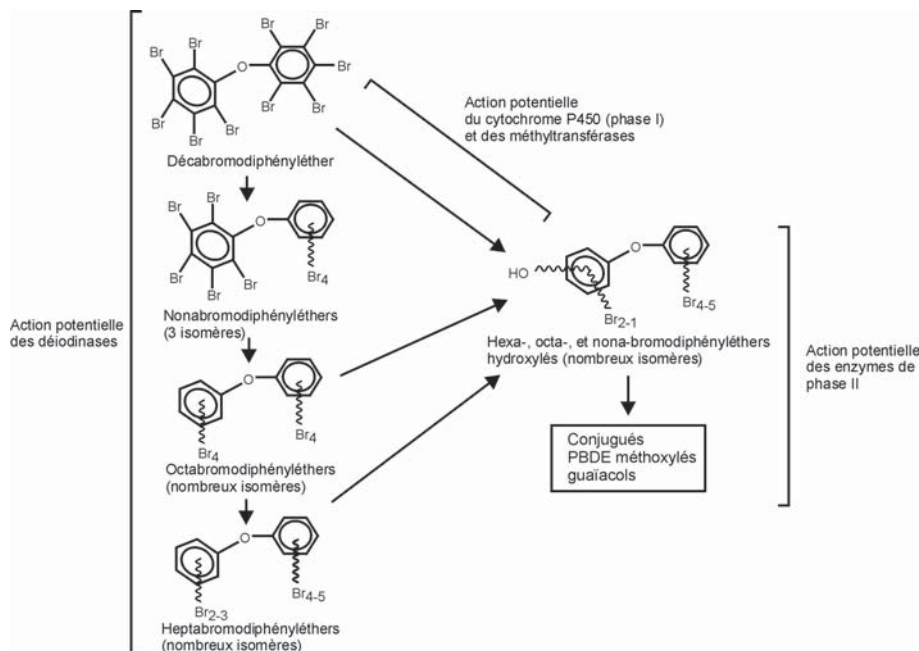 Br
Br
Br
Br
Br
Br
Br
Br
Br
Br
O
Décabromodiphényléther
Action potentielle
du cytochrome P450 (phase I)
et des méthyltransférases
Br
Br
Br
Br
Br
O
Br4
Nonabromodiphényléthers
(3 isomères)
Action potentielle
des déiodinases
O
Br4
Br4
Octabromodiphényléthers
(nombreux isomères)
O
Br2-3
Br4-5
Heptabromodiphényléthers
(nombreux isomères)
HO
O
Br2-1
Br4-5
Hexa-, octa-, et nona-bromodiphényléthers
hydroxylés (nombreux isomères)
Conjugués
PBDE méthoxylés
guaïacols
Action potentielle
des enzymes de
phase II